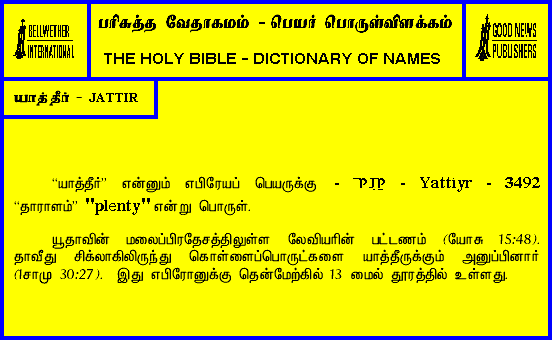 BELLWETHER
INTERNATIONAL
பரிசுத்த வேதாகமம் - பெயர் பொருள்விளக்கம்
THE HOLY BIBLE - DICTIONARY OF NAMES
GOOD NEWS
PUBLISHERS
யாத்தீர் - JATTIR
“யாத்தீர்” என்னும் எபிரேயப் பெயருக்கு - - Yattiyr - 3492
“தாராளம்” "plenty" என்று பொருள்.
யூதாவின் மலைப்பிரதேசத்திலுள்ள லேவியரின் பட்டணம் (யோசு 15:48).
தாவீது சிக்லாகிலிருந்து கொள்ளைப்பொருட்களை யாத்தீருக்கும் அனுப்பினார்
(1சாமு 30:27). இது எபிரோனுக்கு தென்மேற்கில் 13 மைல் தூரத்தில் உள்ளது.